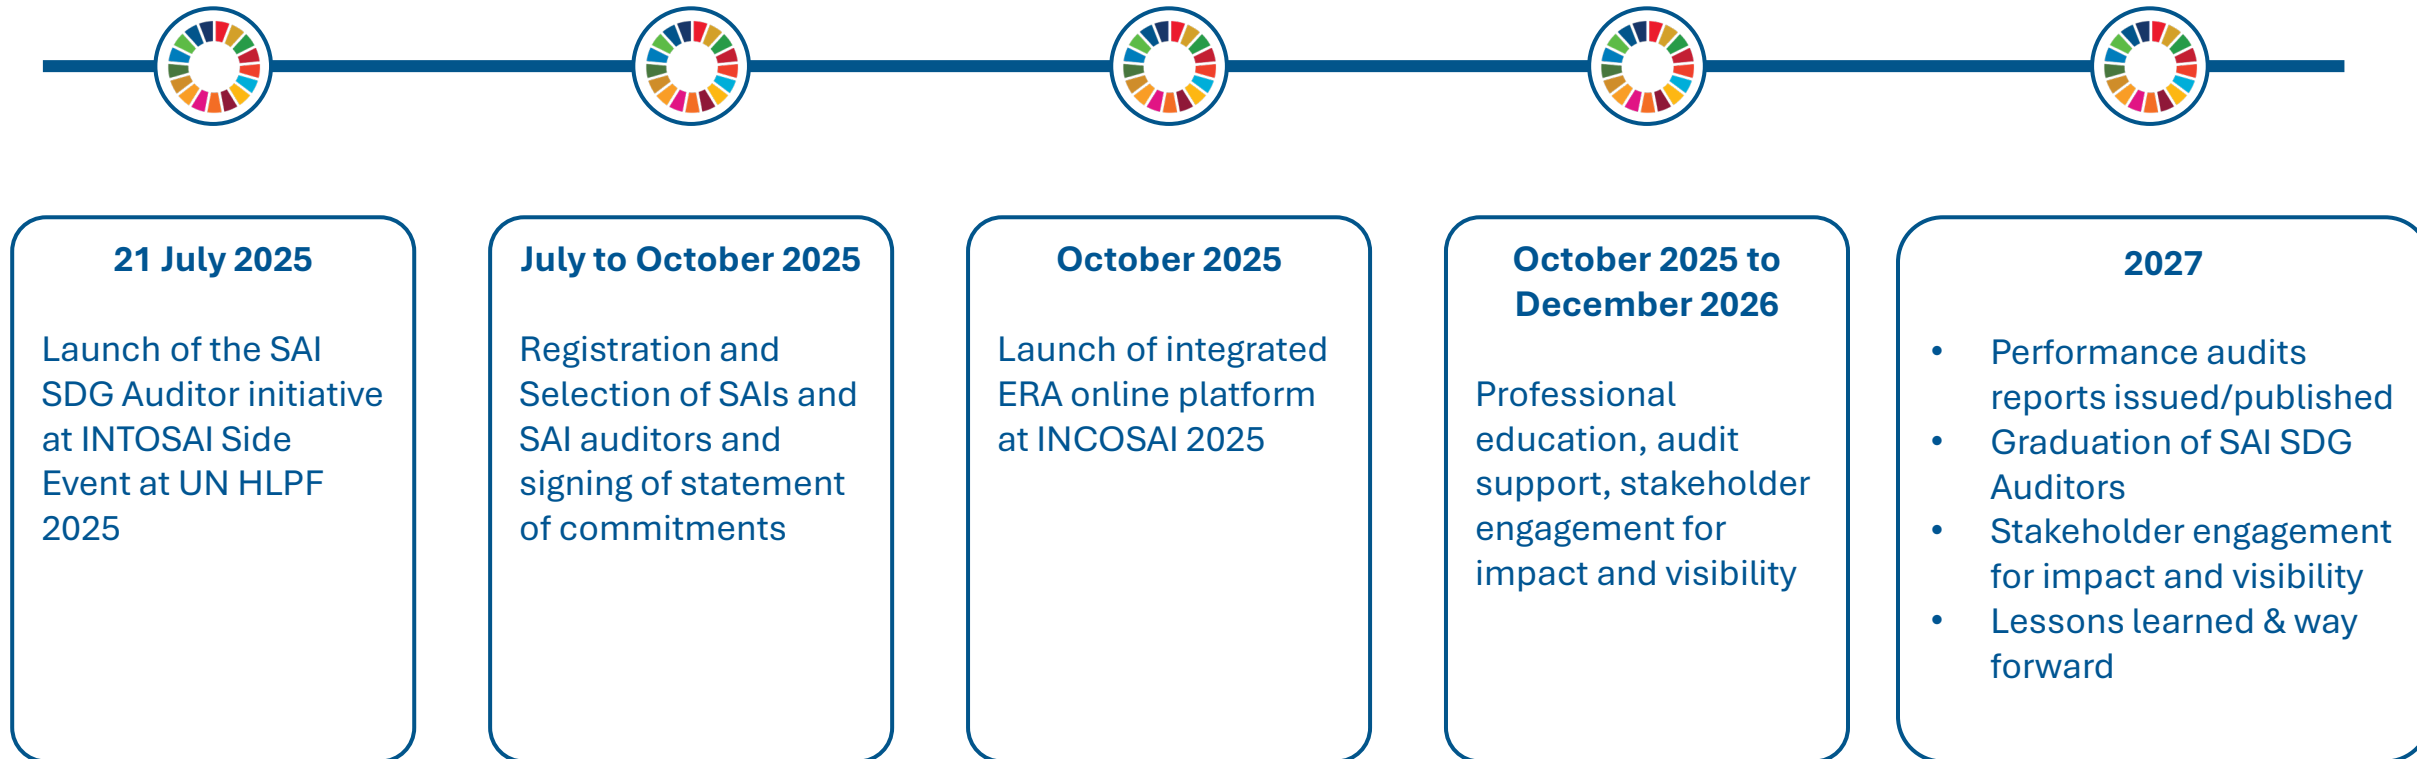 21 July 2025
Launch of the SAI
SDG Auditor initiative
at INTOSAI Side
Event at UN HLPF
2025
July to October 2025
Registration and
Selection of SAIs and
SAI auditors and
signing of statement
of commitments
October 2025
Launch of integrated
ERA online platform
at INCOSAI 2025
October 2025 to
December 2026
Professional
education, audit
support, stakeholder
engagement for
impact and visibility
2027
• Performance audits
reports issued/published
• Graduation of SAI SDG
Auditors
• Stakeholder engagement
for impact and visibility
• Lessons learned & way
forward